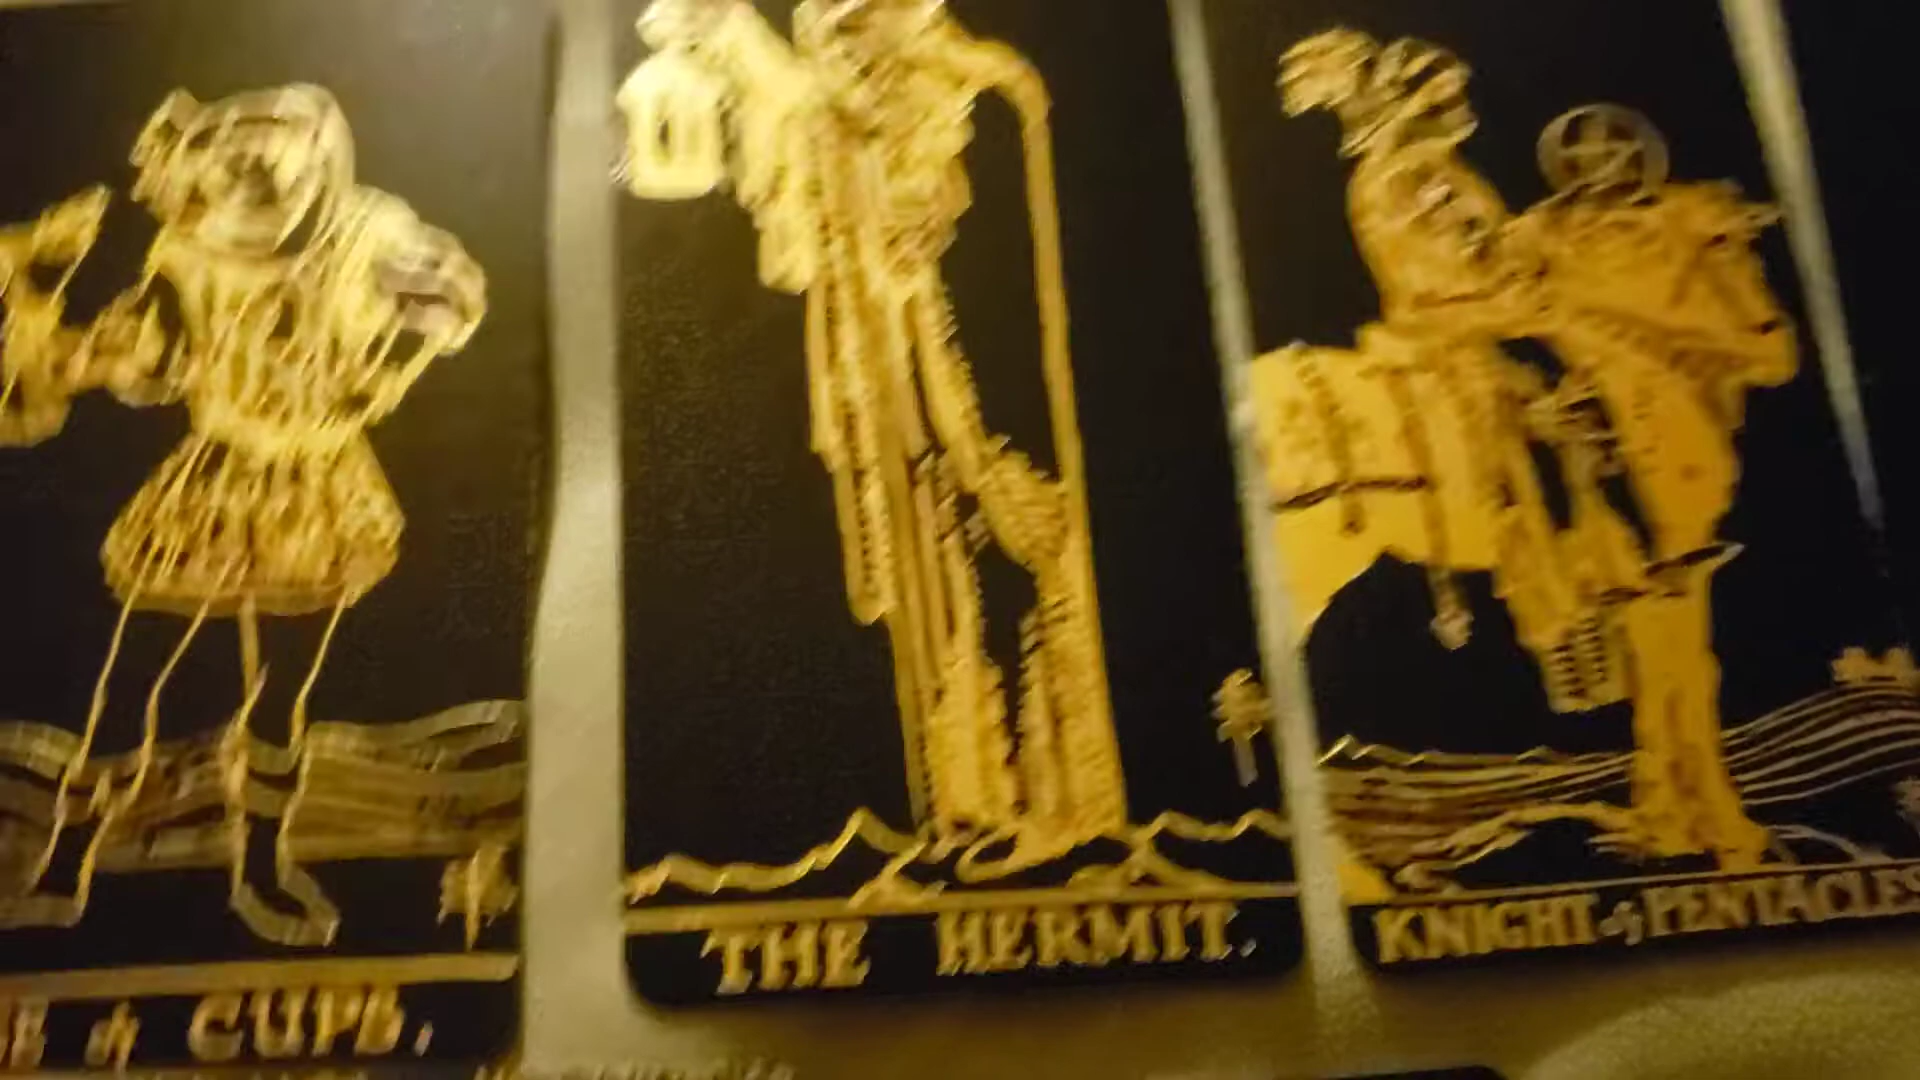 of CUPS.
THE HERMIT.
KNIGHT of PENTACLES